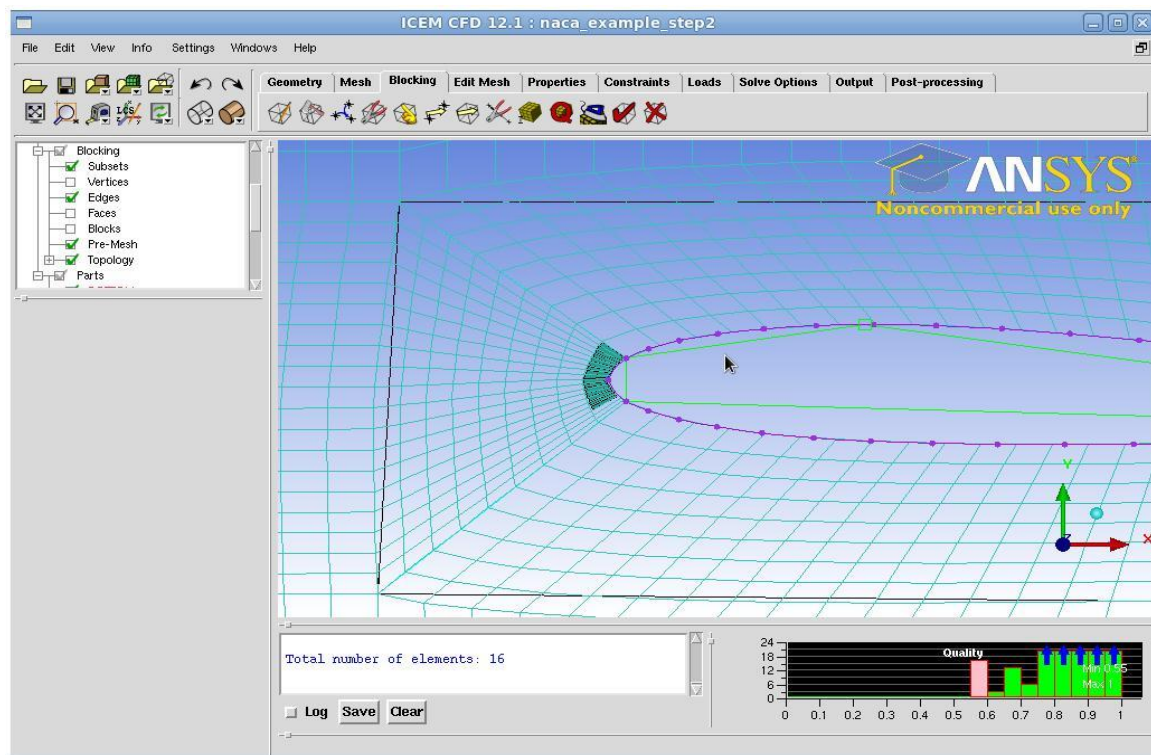 ICEM CFD 12.1 : naca_example_step2
File Edit View Info Settings Windows Help
Geometry Mesh Blocking Edit Mesh Properties Constraints Loads Solve Options Output Post-processing
Blocking
Subsets
Vertices
Edges
Faces
Blocks
Pre-Mesh
Topology
Parts
ANSYS
Noncommercial use only
Y
X
Total number of elements: 16
Log Save Clear
Quality
24
18
12
6
0
Min 0.55
Max 1
0 0.1 0.2 0.3 0.4 0.5 0.6 0.7 0.8 0.9 1